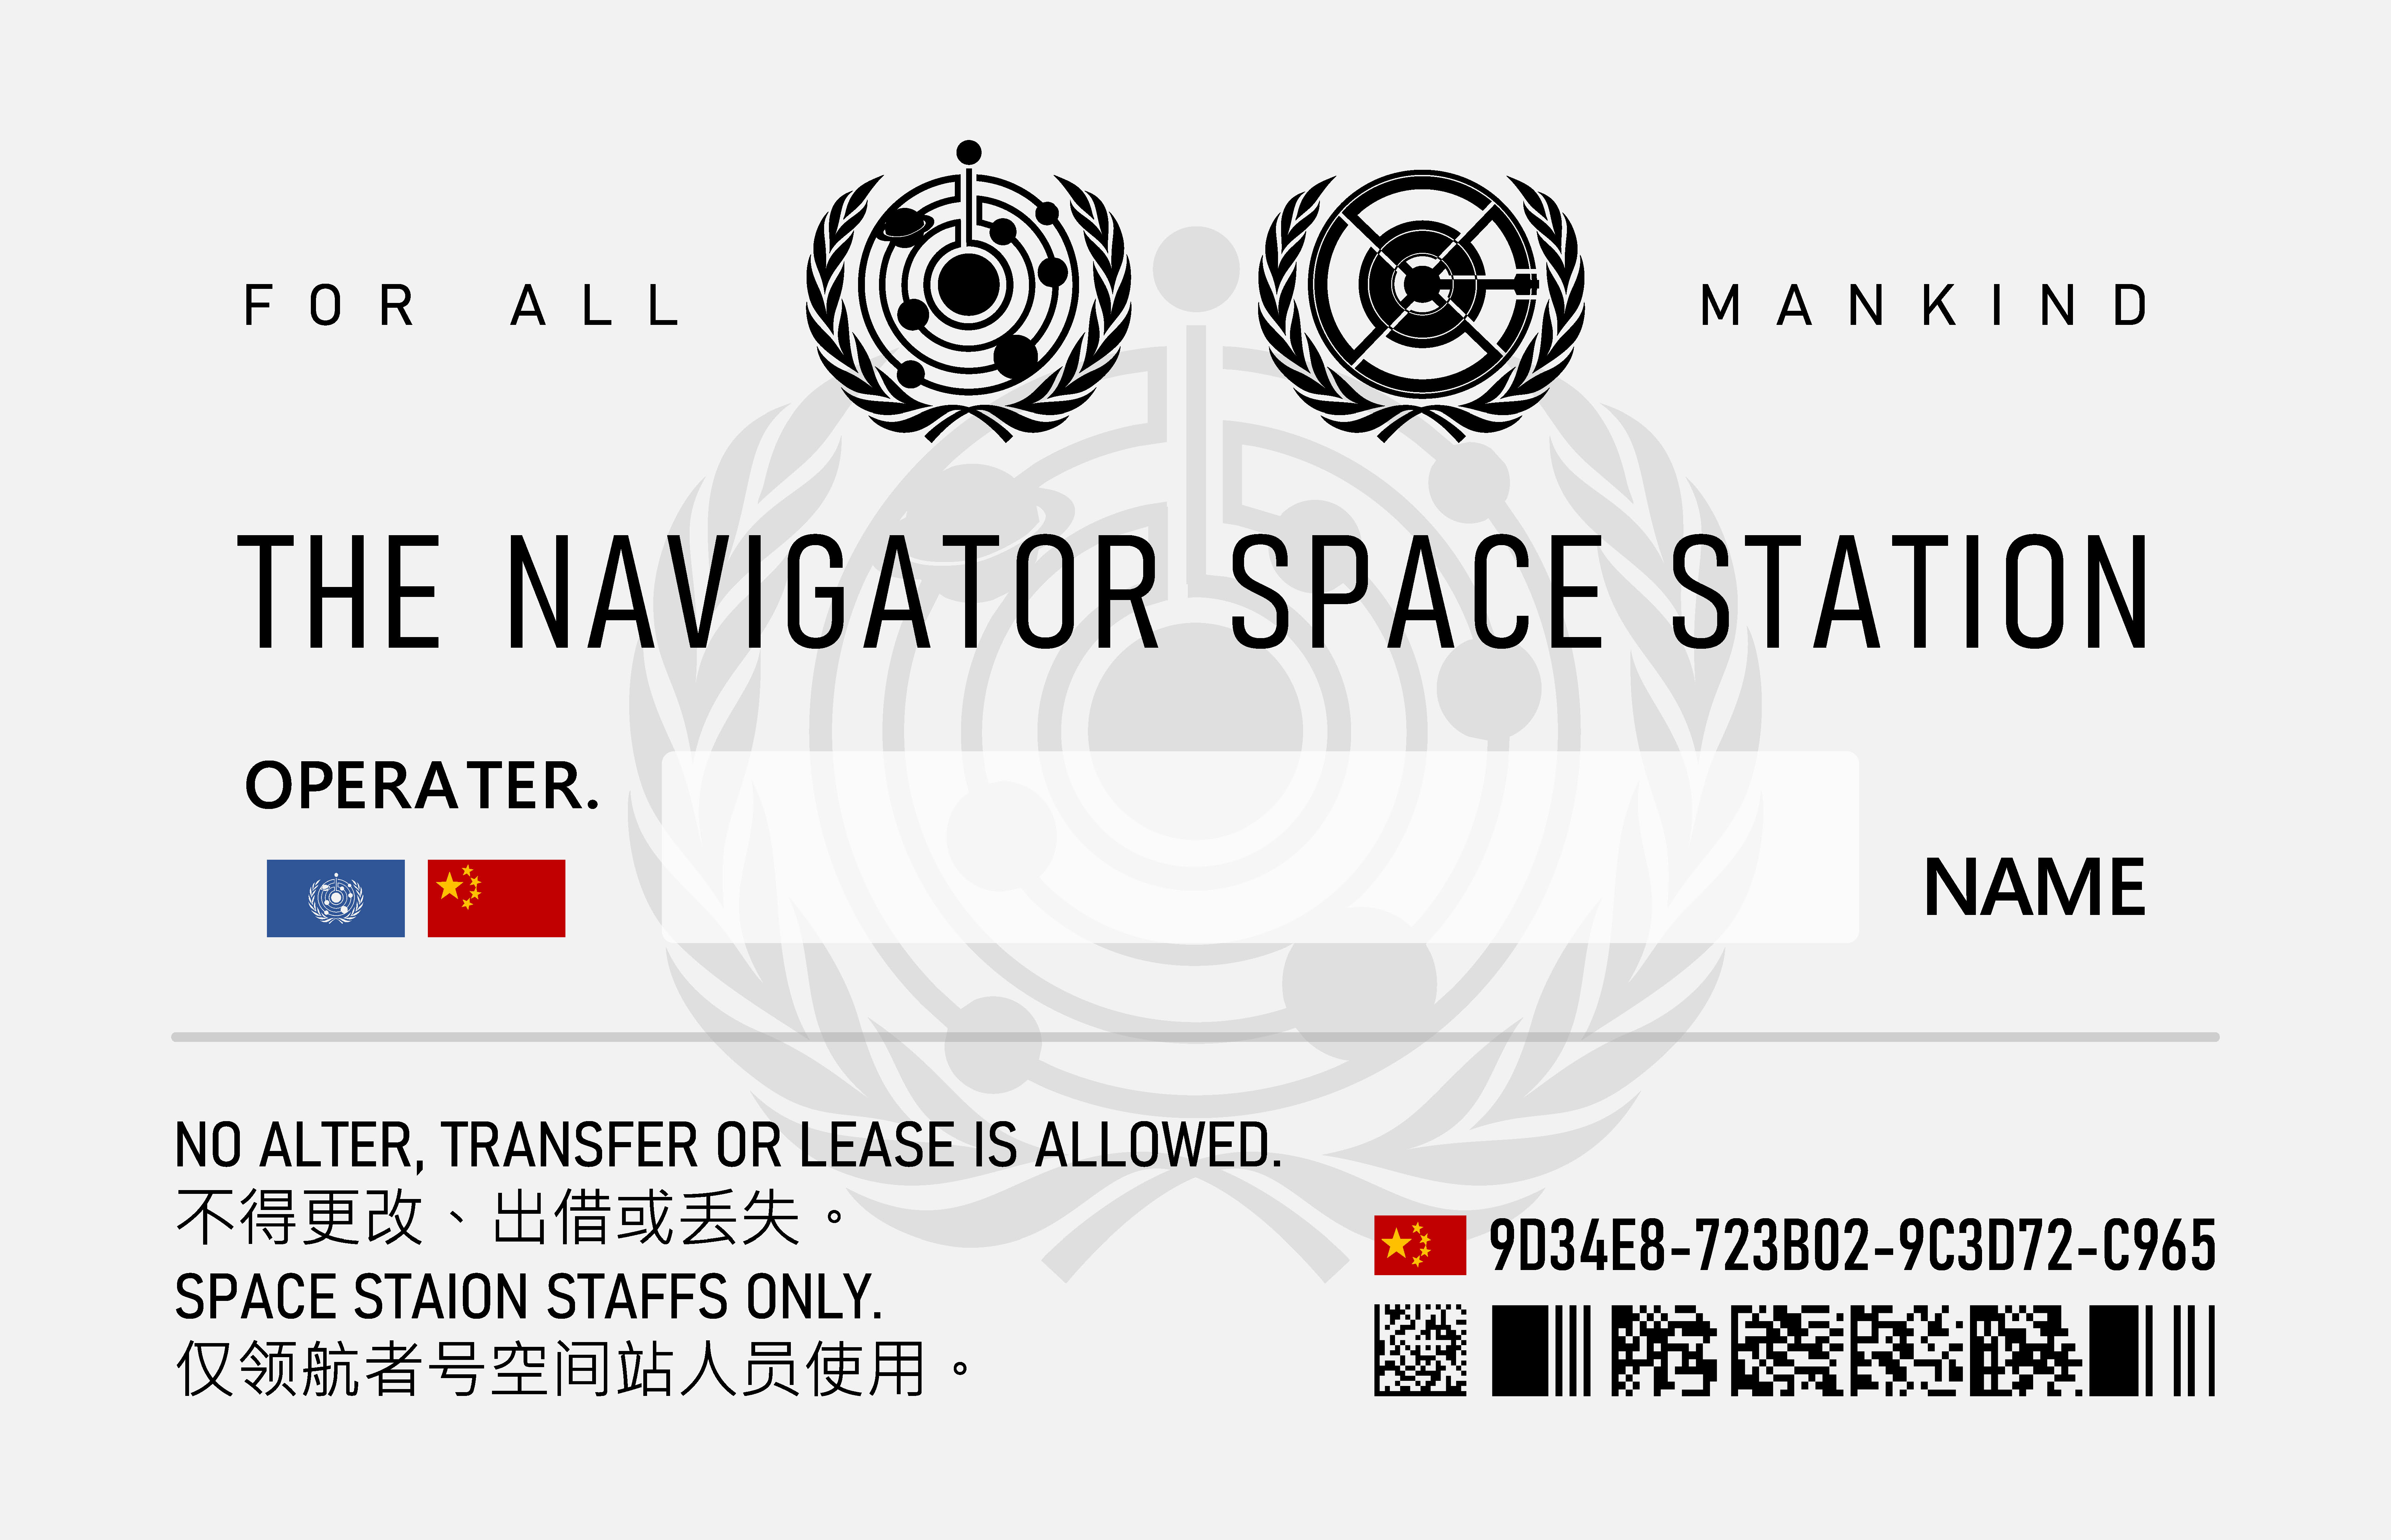 FOR ALL MANKIND
THE NAVIGATOR SPACE STATION
OPERATER.
NAME
NO ALTER, TRANSFER OR LEASE IS ALLOWED.
不得更改、出借或丢失。
SPACE STAION STAFFS ONLY.
仅领航者号空间站人员使用。
9D34E8-723B02-9C3D72-C965